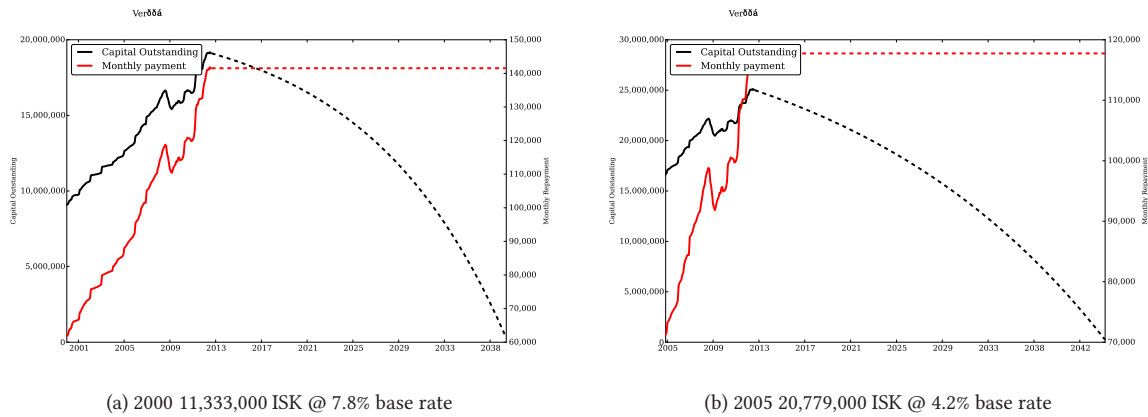 Verððá
Capital Outstanding
Monthly payment
20,000,000
15,000,000
10,000,000
5,000,000
0
Capital Outstanding
150,000
140,000
130,000
120,000
110,000
100,000
90,000
80,000
70,000
60,000
Monthly Repayment
2001 2005 2009 2013 2017 2021 2025 2029 2033 2038
(a) 2000 11,333,000 ISK @ 7.8% base rate
Verððá
Capital Outstanding
Monthly payment
30,000,000
25,000,000
20,000,000
15,000,000
10,000,000
5,000,000
0
Capital Outstanding
120,000
110,000
100,000
90,000
80,000
70,000
Monthly Repayment
2005 2009 2013 2017 2021 2025 2029 2033 2038 2042
(b) 2005 20,779,000 ISK @ 4.2% base rate